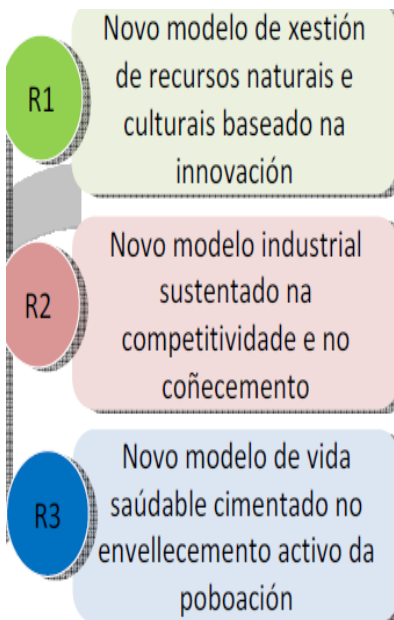 R1
Novo modelo de xestión
de recursos naturais e
culturais baseado na
innovación
R2
Novo modelo industrial
sustentado na
competitividade e no
coñecemento
R3
Novo modelo de vida
saúdable cimentado no
envellecemento activo da
poboación